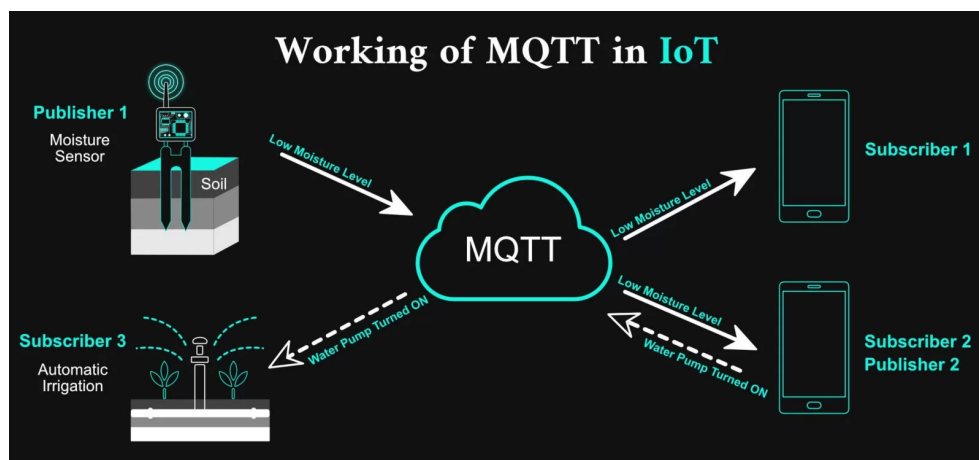 Working of MQTT in IoT
Publisher 1
Moisture
Sensor
Soil
Low Moisture Level
MQTT
Low Moisture Level
Subscriber 1
Low Moisture Level
Water Pump Turned ON
Subscriber 2
Publisher 2
Water Pump Turned ON
Subscriber 3
Automatic
Irrigation